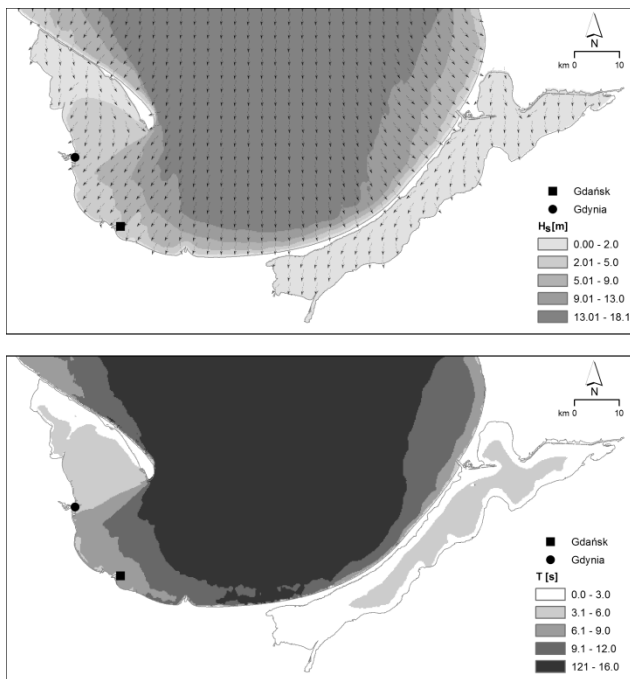 N
km 0 10
Gdańsk
Gdynia
Hs [m]
0.00 - 2.0
2.01 - 5.0
5.01 - 9.0
9.01 - 13.0
13.01 - 18.1
N
km 0 10
Gdańsk
Gdynia
T [s]
0.0 - 3.0
3.1 - 6.0
6.1 - 9.0
9.1 - 12.0
121 - 16.0